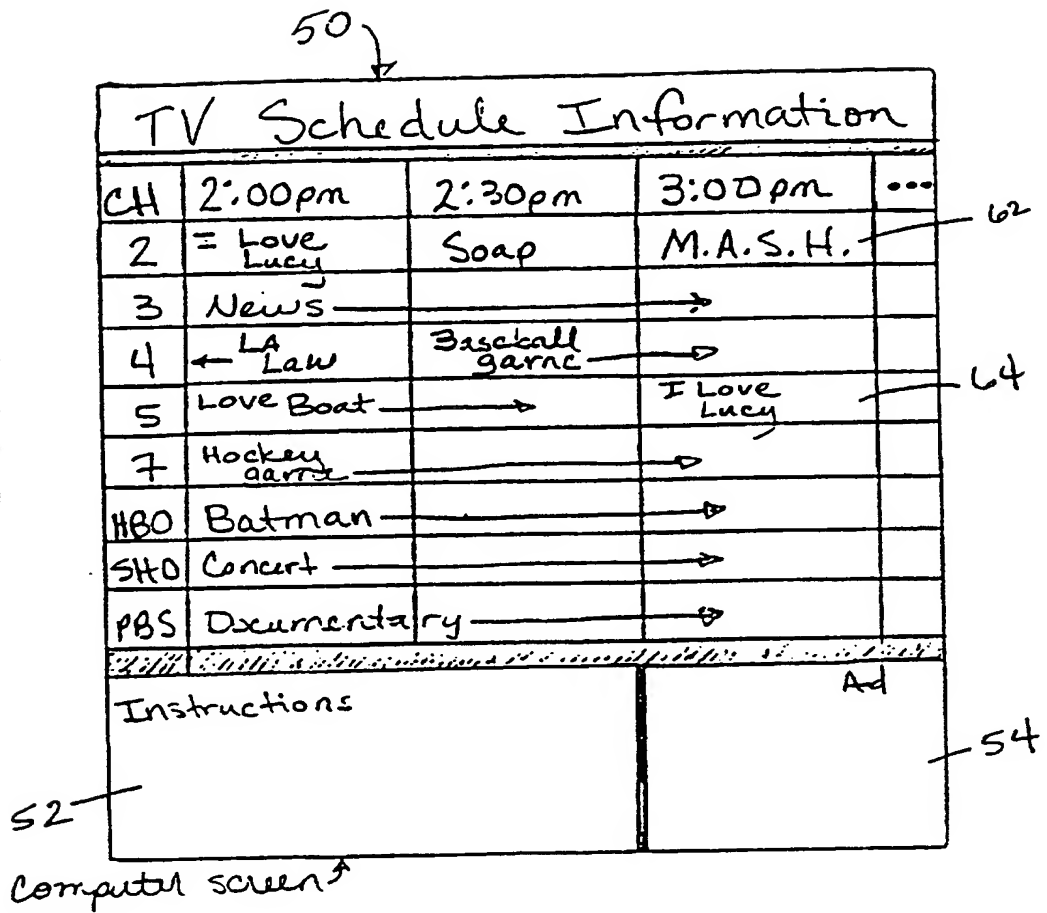 50
TV Schedule Information
CH 2:00pm 2:30pm 3:00pm •••
62
2 I Love Lucy Soap M.A.S.H.
3 News
4 LA Law Baseball game
64
5 Love Boat I Love Lucy
7 Hockey game
HBO Batman
SHO Concert
PBS Documentary
Instructions Ad
54
52
Computer screen